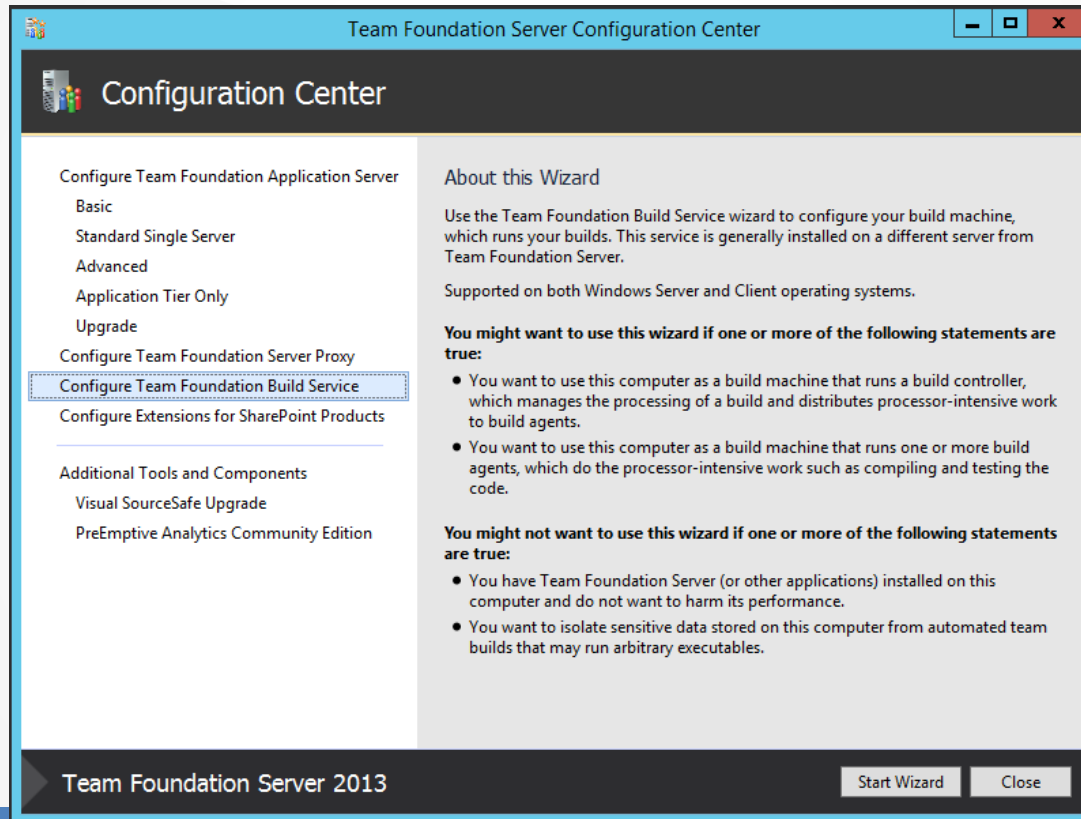 Team Foundation Server Configuration Center
Configuration Center
Configure Team Foundation Application Server
Basic
Standard Single Server
Advanced
Application Tier Only
Upgrade
Configure Team Foundation Server Proxy
Configure Team Foundation Build Service
Configure Extensions for SharePoint Products
Additional Tools and Components
Visual SourceSafe Upgrade
PreEmptive Analytics Community Edition
About this Wizard
Use the Team Foundation Build Service wizard to configure your build machine,
which runs your builds. This service is generally installed on a different server from
Team Foundation Server.
Supported on both Windows Server and Client operating systems.
You might want to use this wizard if one or more of the following statements are
true:
• You want to use this computer as a build machine that runs a build controller,
which manages the processing of a build and distributes processor-intensive work
to build agents.
• You want to use this computer as a build machine that runs one or more build
agents, which do the processor-intensive work such as compiling and testing the
code.
You might not want to use this wizard if one or more of the following statements
are true:
• You have Team Foundation Server (or other applications) installed on this
computer and do not want to harm its performance.
• You want to isolate sensitive data stored on this computer from automated team
builds that may run arbitrary executables.
Team Foundation Server 2013
Start Wizard
Close